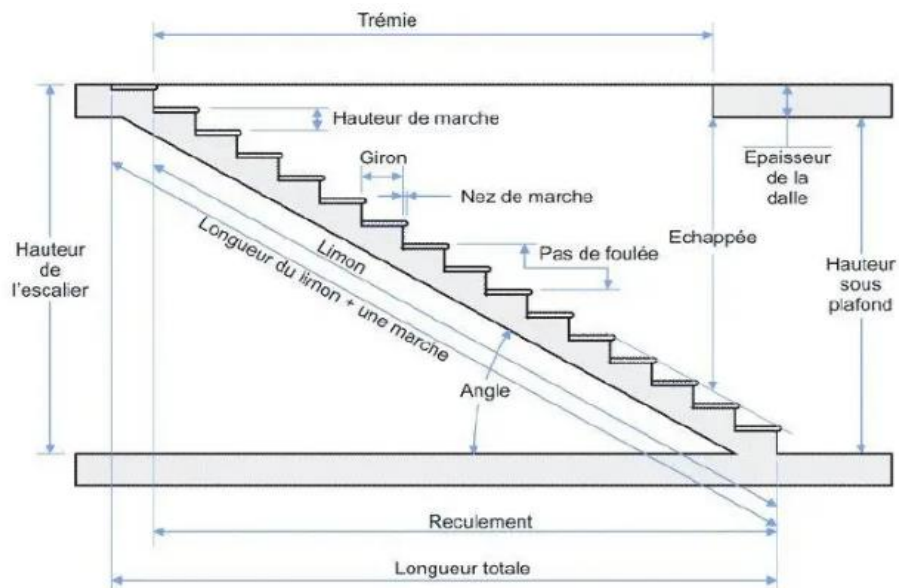 Trémie
Hauteur de marche
Giron
Epaisseur
de la
dalle
Nez de marche
Echappée
Hauteur
de
l'escalier
Limon
Pas de foulée
Hauteur
sous
plafond
Longueur du limon + une marche
Angle
Reculement
Longueur totale